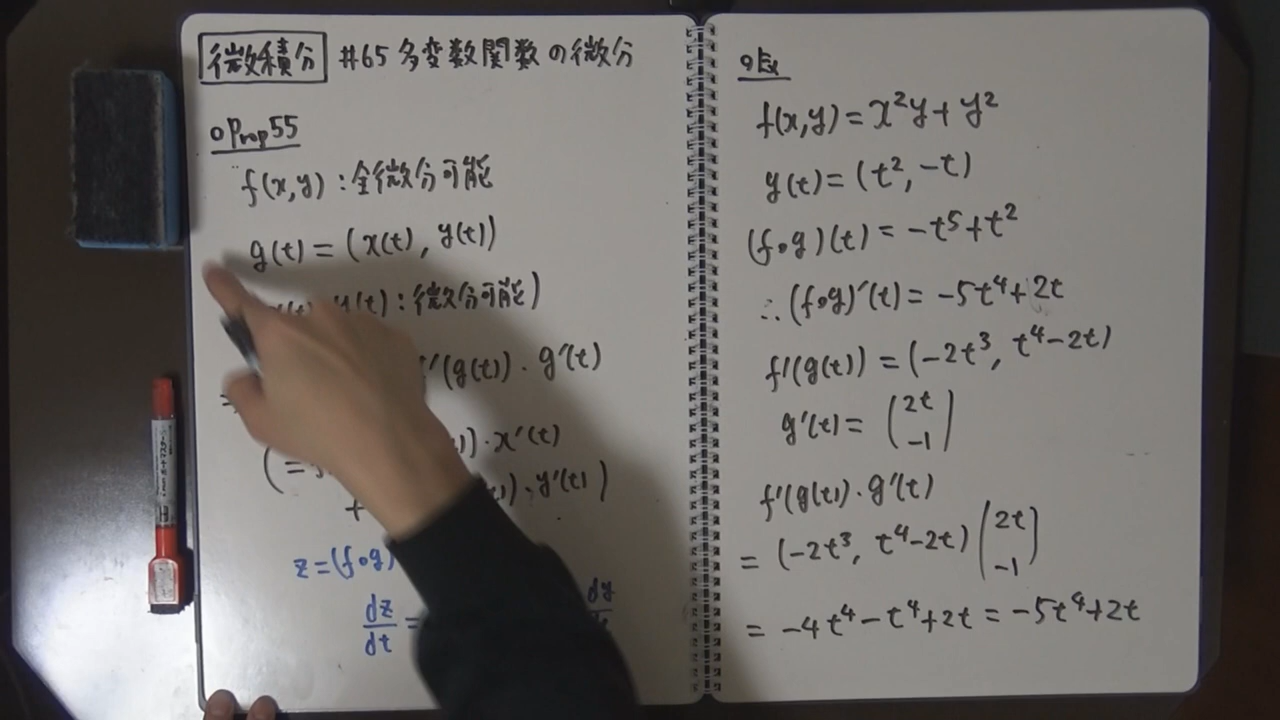 微積分 #65 多変数関数の微分
○Prop55
f(x,y) : 全微分可能
g(t) = (x(t), y(t))
y(t) : 微分可能)
'(g(t)) · g'(t)
=
(= ) · x'(t)
+ ) · y'(t) )
z = (f∘g)
dz/dt =
dy
○Ex
f(x,y) = x²y + y²
g(t) = (t², -t)
(f∘g)(t) = -t⁵ + t²
∴ (f∘g)'(t) = -5t⁴ + 2t
f'(g(t)) = (-2t³, t⁴-2t)
g'(t) = (2t -1)
f'(g(t)) · g'(t)
= (-2t³, t⁴-2t) (2t -1)
= -4t⁴ - t⁴ + 2t = -5t⁴ + 2t